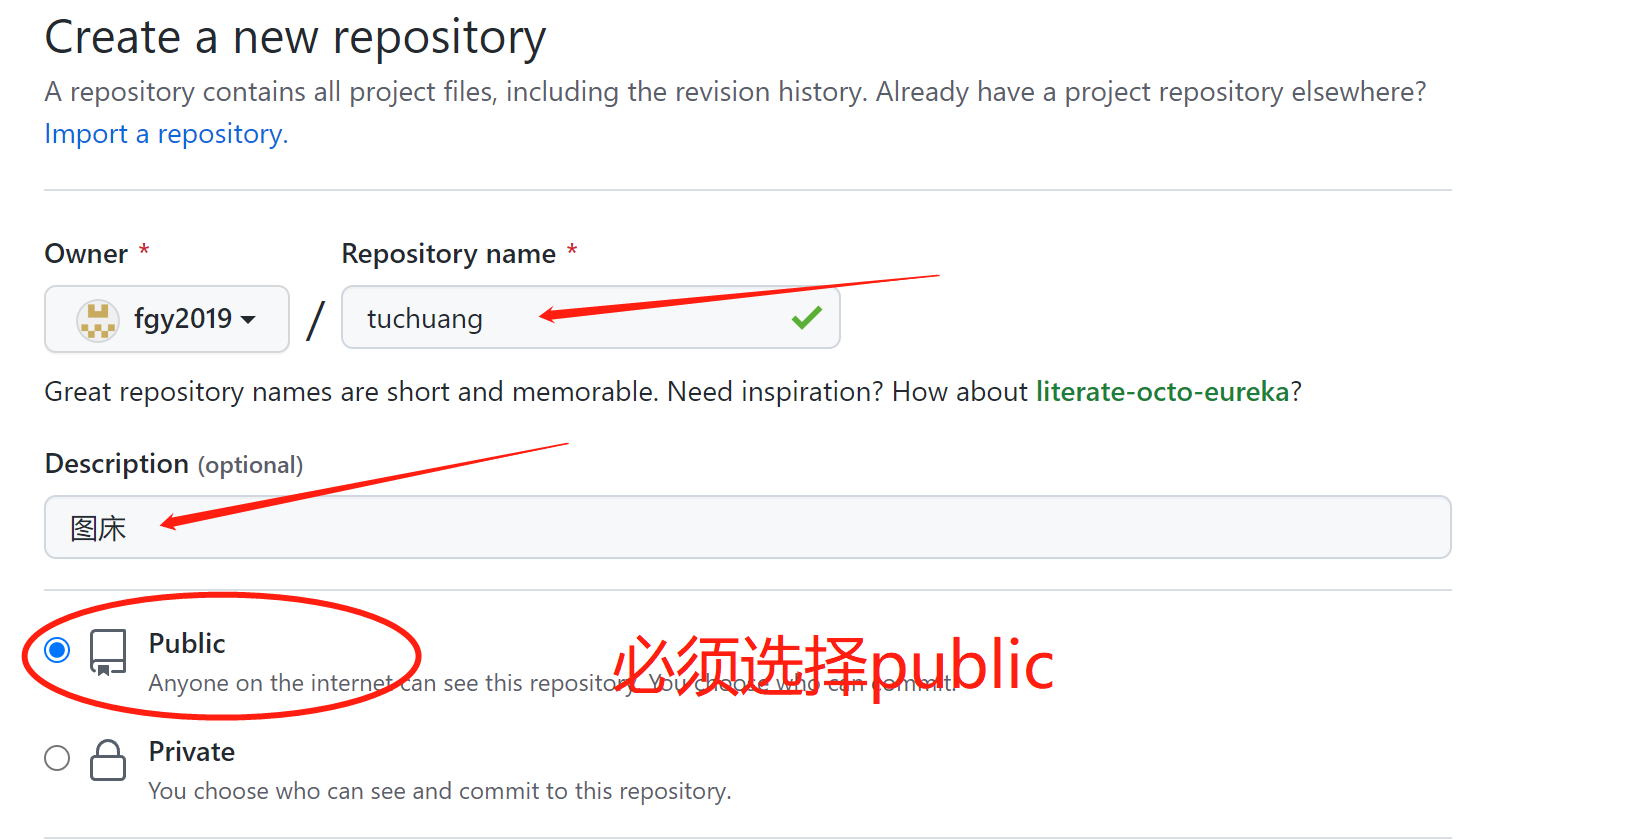 Create a new repository
A repository contains all project files, including the revision history. Already have a project repository elsewhere?
Import a repository.
Owner * Repository name *
fgy2019 / tuchuang
Great repository names are short and memorable. Need inspiration? How about literate-octo-eureka?
Description (optional)
图床
Public
Anyone on the internet can see this repository. You choose who can commit.
必须选择public
Private
You choose who can see and commit to this repository.